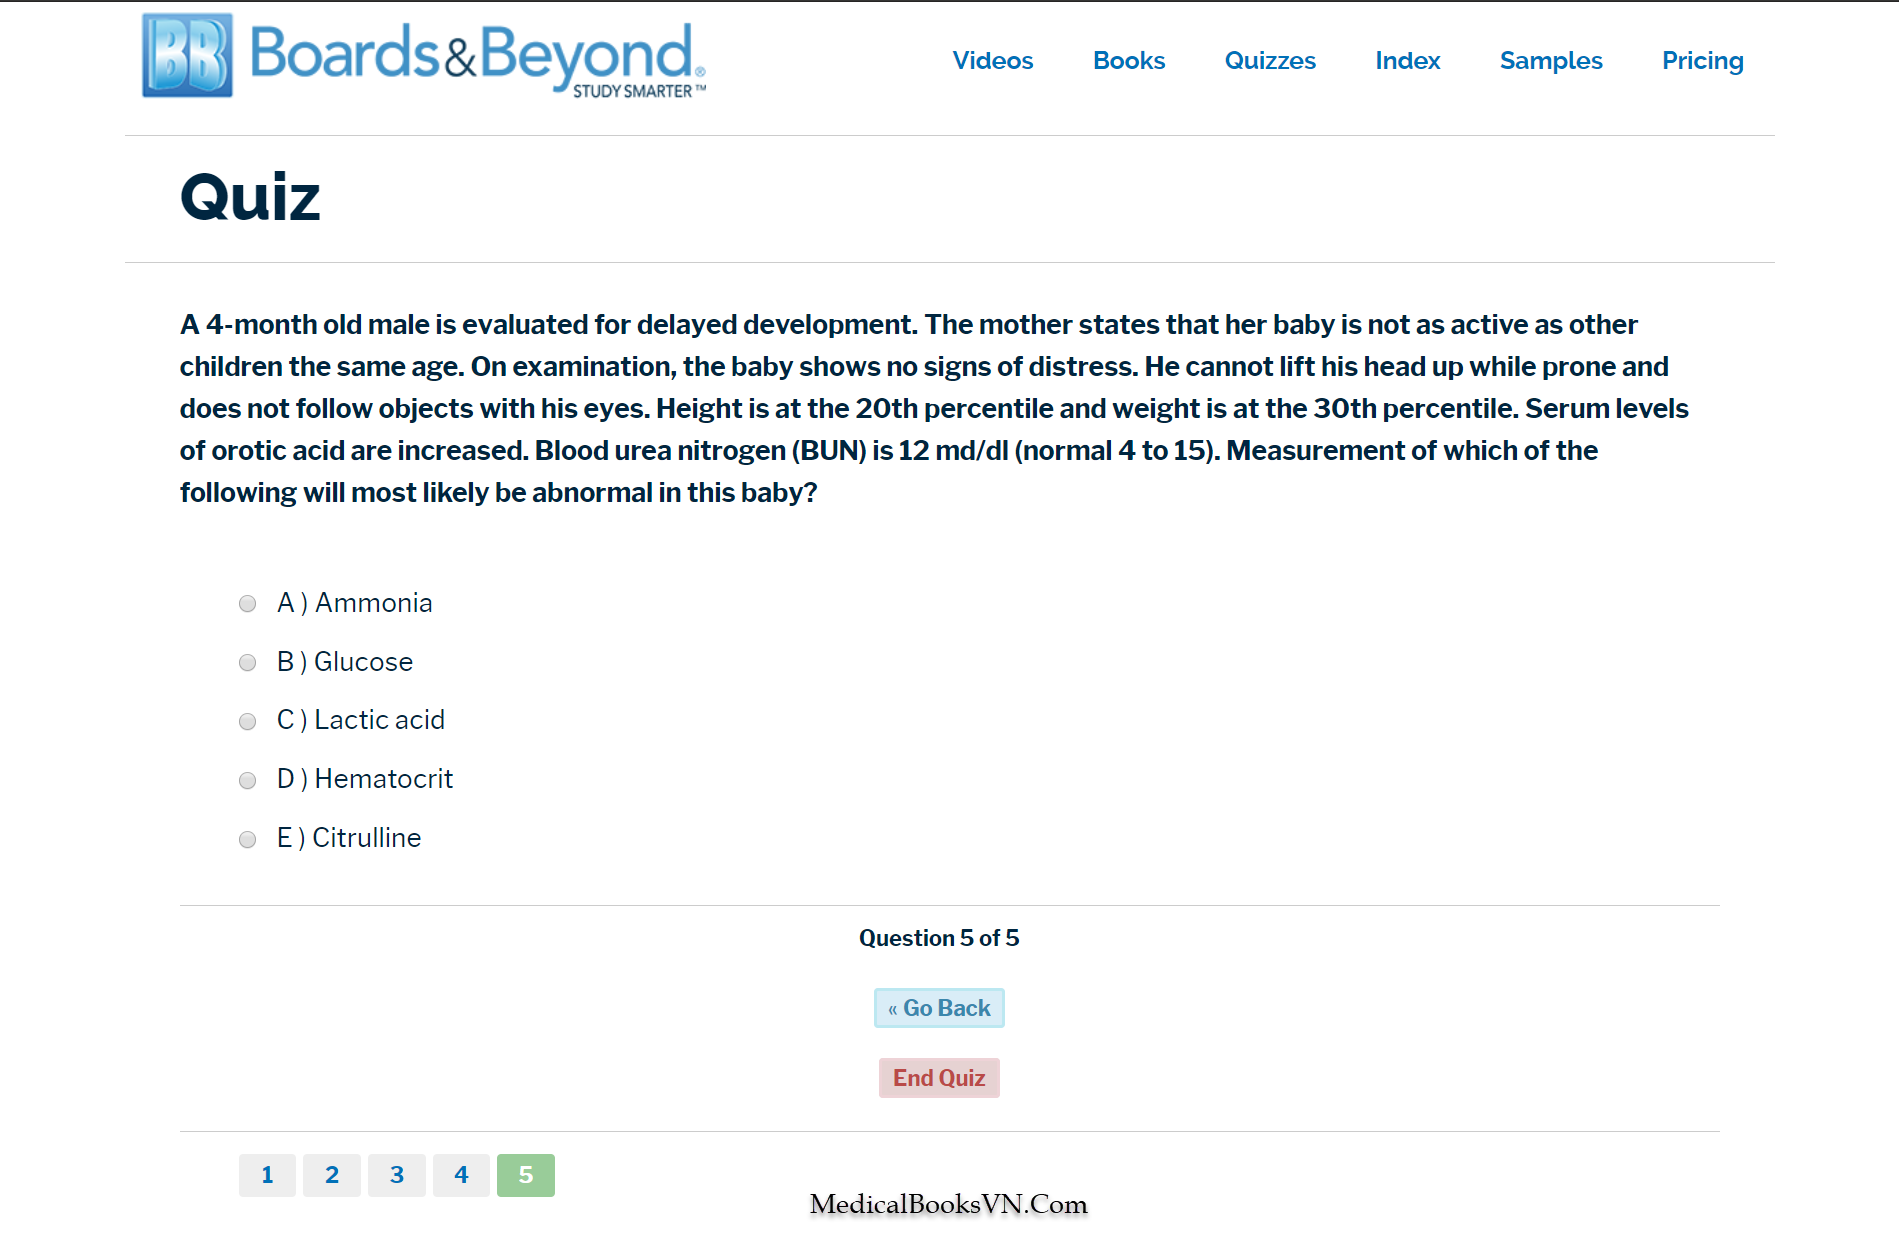 BB Boards&Beyond®
STUDY SMARTER™
Videos Books Quizzes Index Samples Pricing
Quiz
A 4-month old male is evaluated for delayed development. The mother states that her baby is not as active as other
children the same age. On examination, the baby shows no signs of distress. He cannot lift his head up while prone and
does not follow objects with his eyes. Height is at the 20th percentile and weight is at the 30th percentile. Serum levels
of orotic acid are increased. Blood urea nitrogen (BUN) is 12 md/dl (normal 4 to 15). Measurement of which of the
following will most likely be abnormal in this baby?
A ) Ammonia
B ) Glucose
C ) Lactic acid
D ) Hematocrit
E ) Citrulline
Question 5 of 5
« Go Back
End Quiz
1 2 3 4 5
MedicalBooksVN.Com